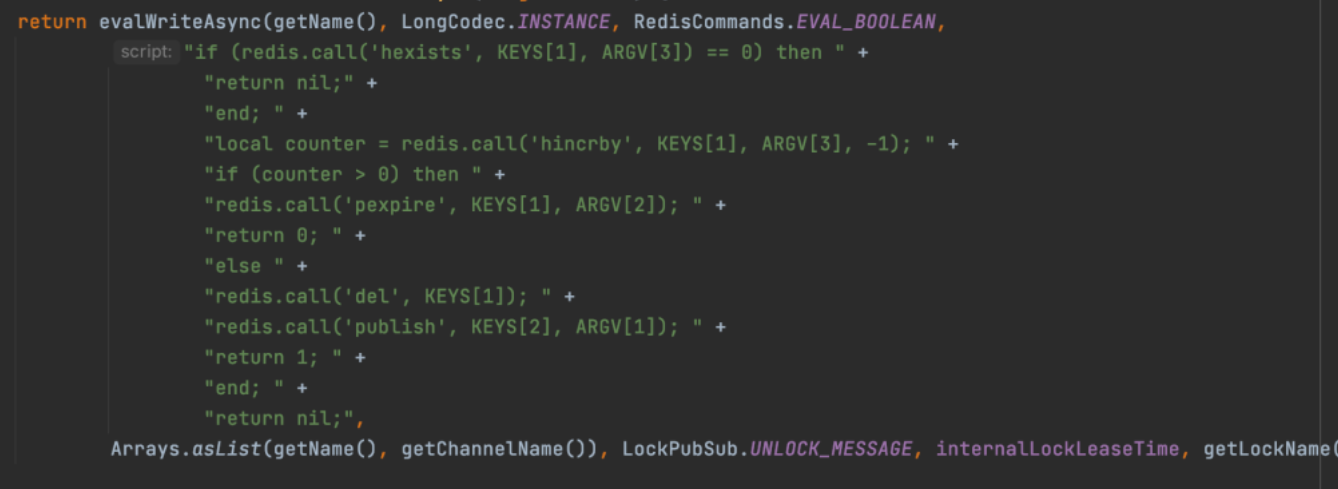 return evalWriteAsync(getName(), LongCodec.INSTANCE, RedisCommands.EVAL_BOOLEAN,
script: "if (redis.call('hexists', KEYS[1], ARGV[3]) == 0) then " +
"return nil;" +
"end; " +
"local counter = redis.call('hincrby', KEYS[1], ARGV[3], -1); " +
"if (counter > 0) then " +
"redis.call('pexpire', KEYS[1], ARGV[2]); " +
"return 0; " +
"else " +
"redis.call('del', KEYS[1]); " +
"redis.call('publish', KEYS[2], ARGV[1]); " +
"return 1; " +
"end; " +
"return nil;",
Arrays.asList(getName(), getChannelName()), LockPubSub.UNLOCK_MESSAGE, internalLockLeaseTime, getLockName(